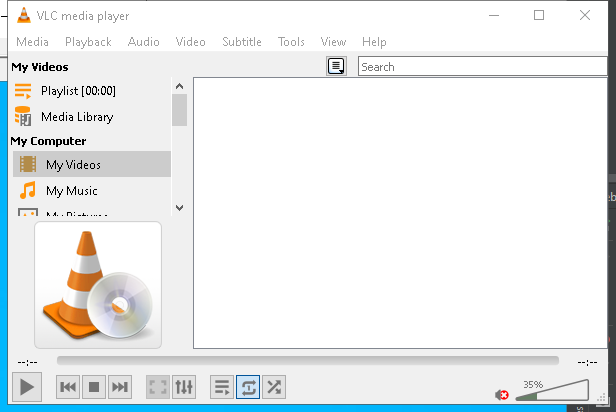 VLC media player
Media Playback Audio Video Subtitle Tools View Help
My Videos
Search
Playlist [00:00]
Media Library
My Computer
My Videos
My Music
My Pictures
--:--
--:--
35%